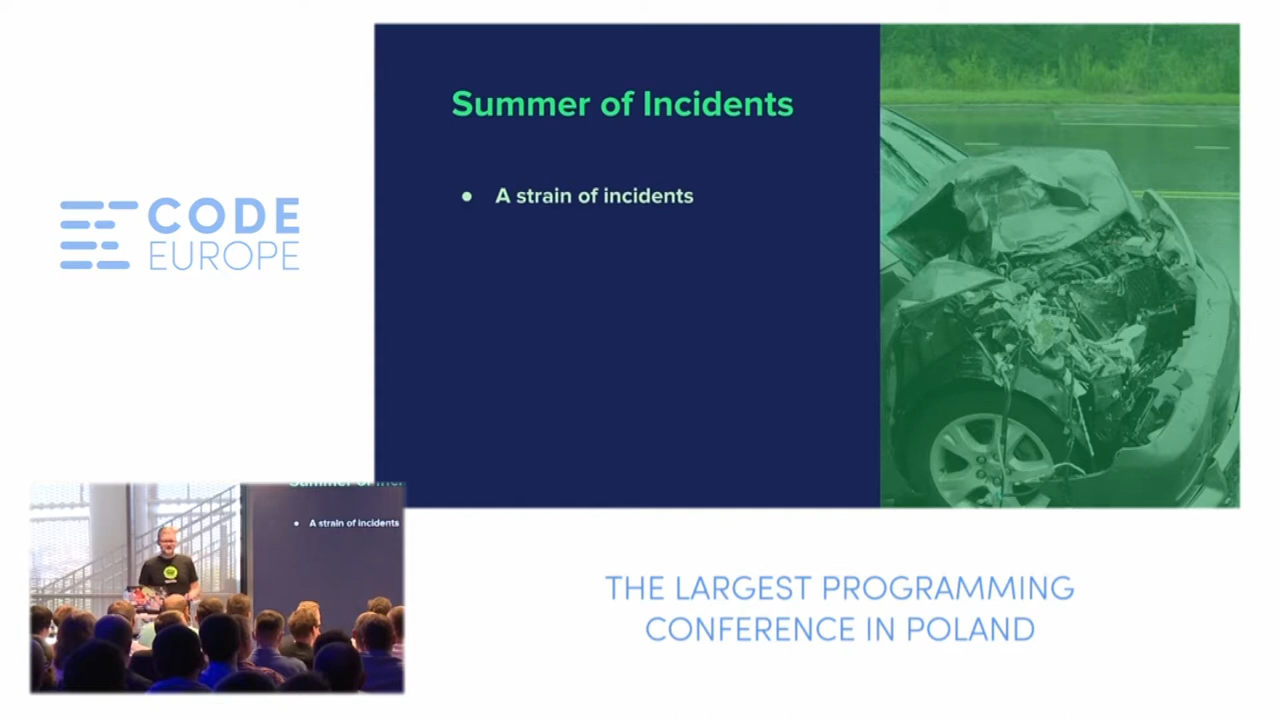 Summer of Incidents
● A strain of incidents
CODE
EUROPE
A strain of incidents
THE LARGEST PROGRAMMING
CONFERENCE IN POLAND